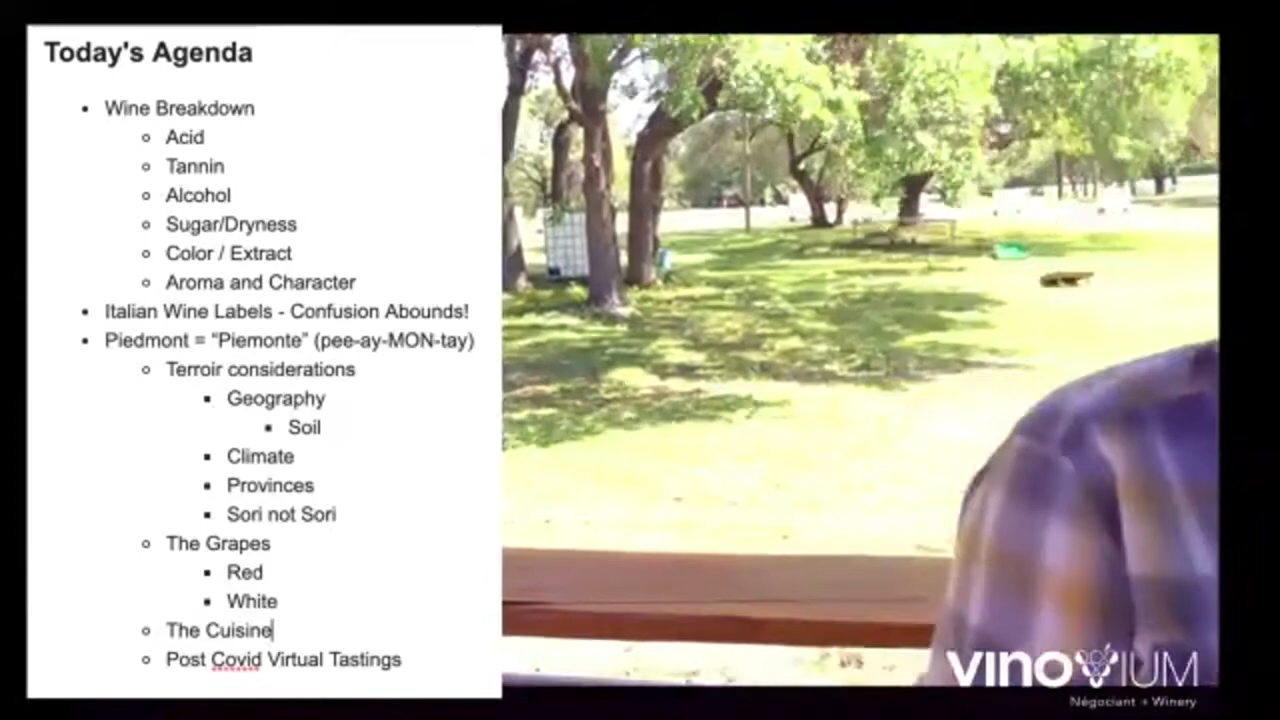 Today's Agenda
Wine Breakdown
Acid
Tannin
Alcohol
Sugar/Dryness
Color / Extract
Aroma and Character
Italian Wine Labels - Confusion Abounds!
Piedmont = “Piemonte” (pee-ay-MON-tay)
Terroir considerations
Geography
Soil
Climate
Provinces
Sori not Sori
The Grapes
Red
White
The Cuisine
Post Covid Virtual Tastings
VINOVIUM
Négociant + Winery